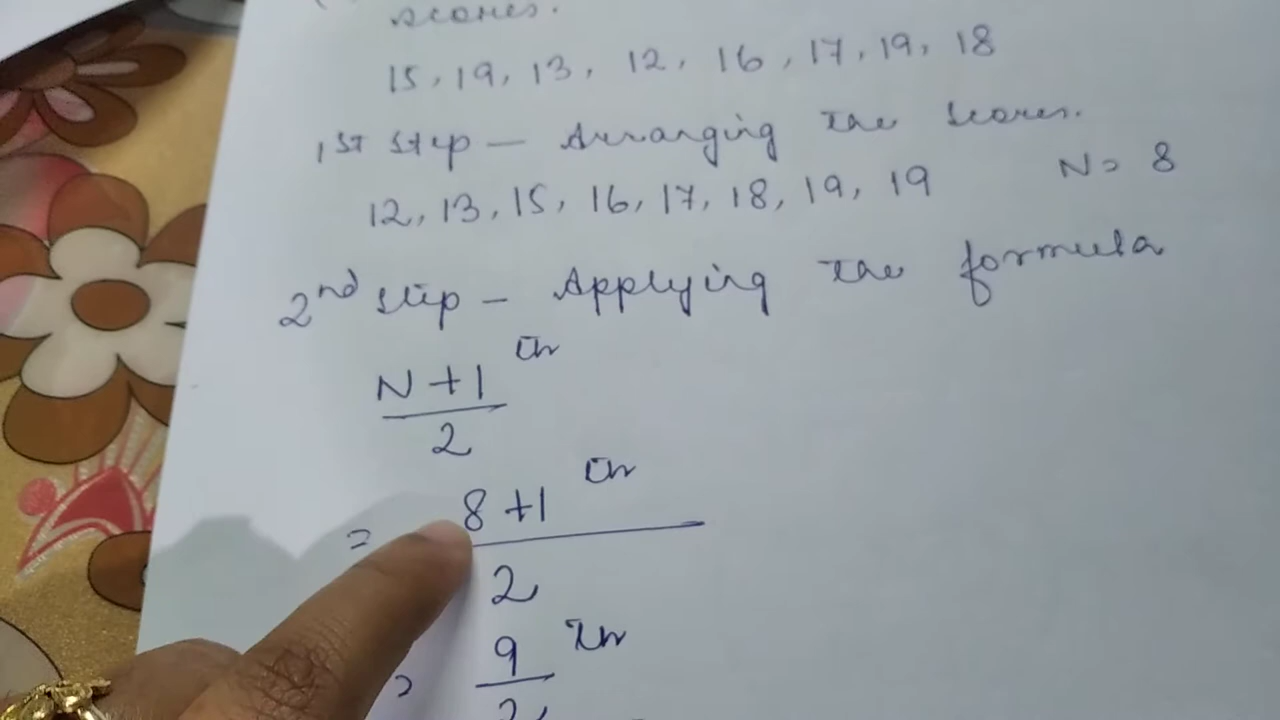 scores.
15, 19, 13, 12, 16, 17, 19, 18
1st step — Arranging the scores.
12, 13, 15, 16, 17, 18, 19, 19 N = 8
2nd step — Applying the formula
N+1 th
2
= 8+1 th
2
= 9 th
2